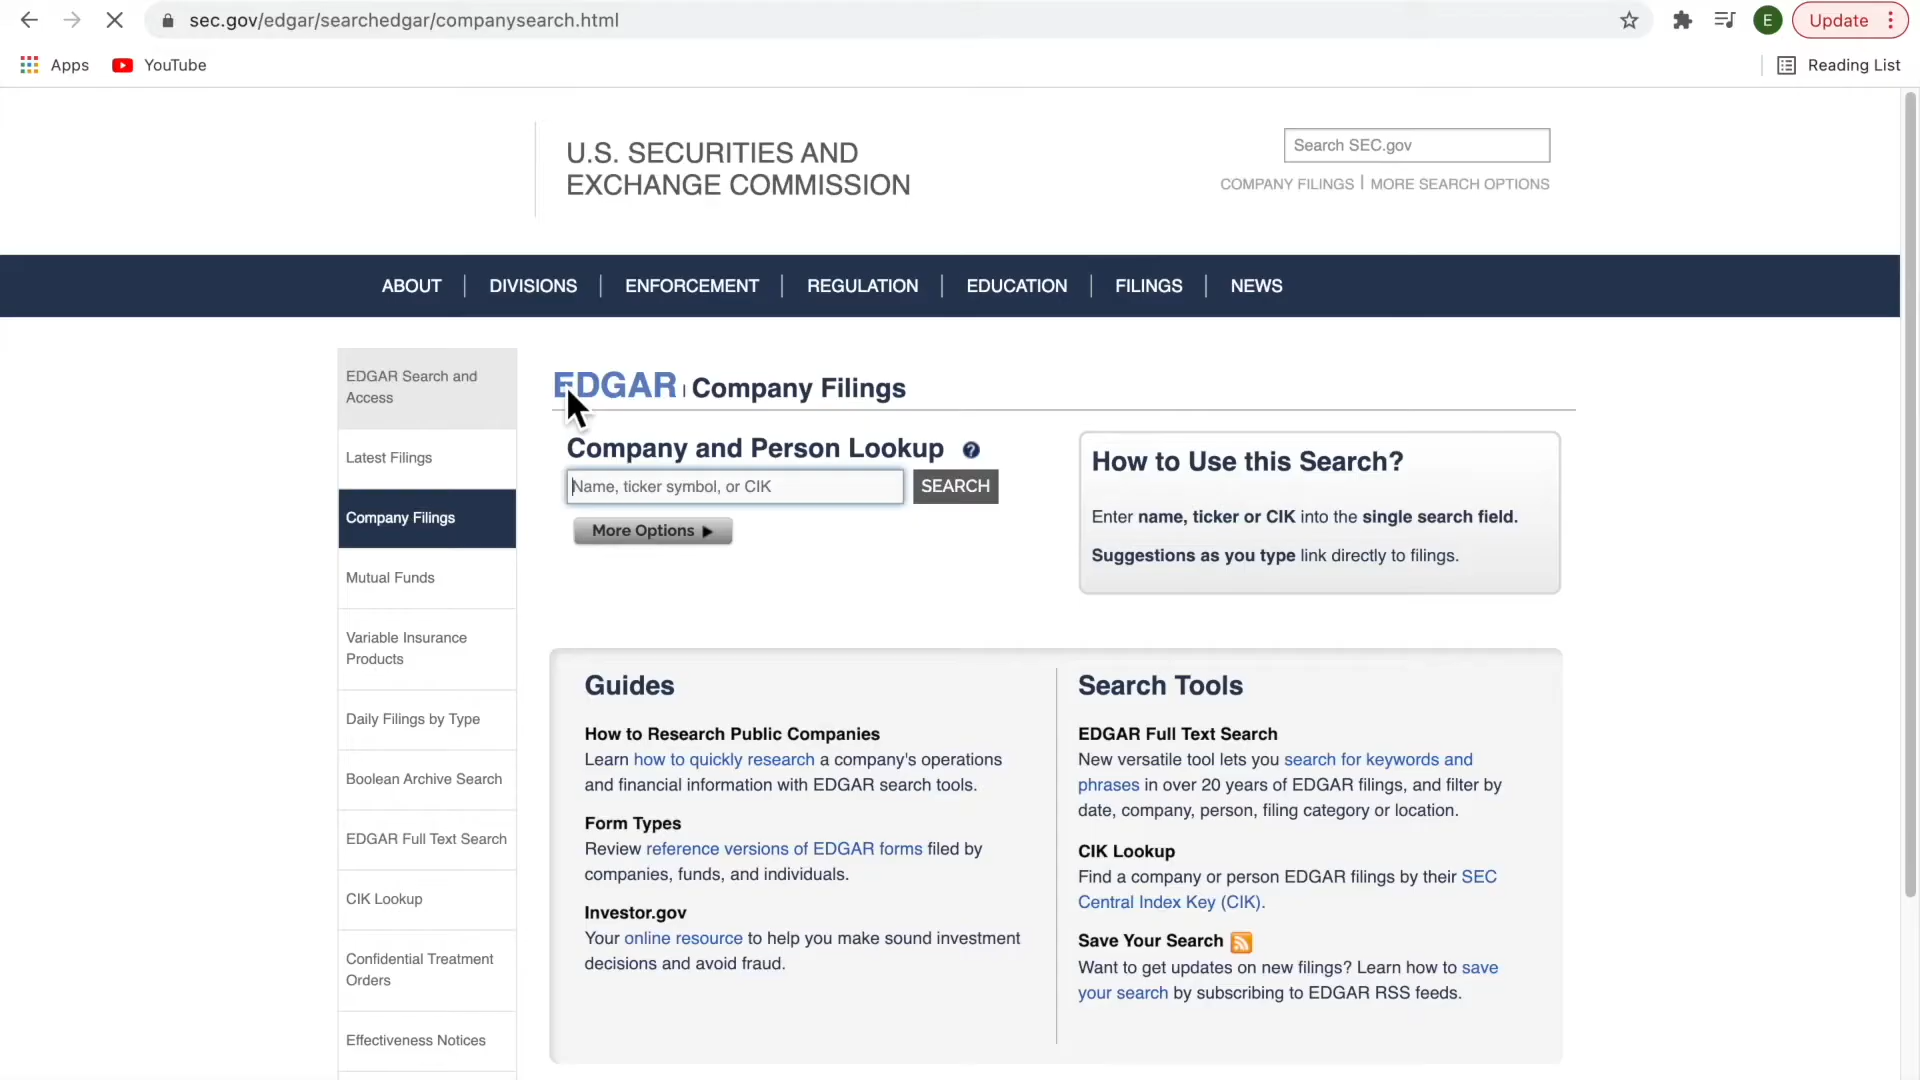 sec.gov/edgar/searchedgar/companysearch.html
E
Update
Apps
YouTube
Reading List
U.S. SECURITIES AND
EXCHANGE COMMISSION
Search SEC.gov
COMPANY FILINGS | MORE SEARCH OPTIONS
ABOUT | DIVISIONS | ENFORCEMENT | REGULATION | EDUCATION | FILINGS | NEWS
EDGAR Search and
Access
Latest Filings
Company Filings
Mutual Funds
Variable Insurance
Products
Daily Filings by Type
Boolean Archive Search
EDGAR Full Text Search
CIK Lookup
Confidential Treatment
Orders
Effectiveness Notices
EDGAR | Company Filings
Company and Person Lookup ?
Name, ticker symbol, or CIK
SEARCH
More Options
How to Use this Search?
Enter name, ticker or CIK into the single search field.
Suggestions as you type link directly to filings.
Guides
How to Research Public Companies
Learn how to quickly research a company's operations
and financial information with EDGAR search tools.
Form Types
Review reference versions of EDGAR forms filed by
companies, funds, and individuals.
Investor.gov
Your online resource to help you make sound investment
decisions and avoid fraud.
Search Tools
EDGAR Full Text Search
New versatile tool lets you search for keywords and
phrases in over 20 years of EDGAR filings, and filter by
date, company, person, filing category or location.
CIK Lookup
Find a company or person EDGAR filings by their SEC
Central Index Key (CIK).
Save Your Search
Want to get updates on new filings? Learn how to save
your search by subscribing to EDGAR RSS feeds.